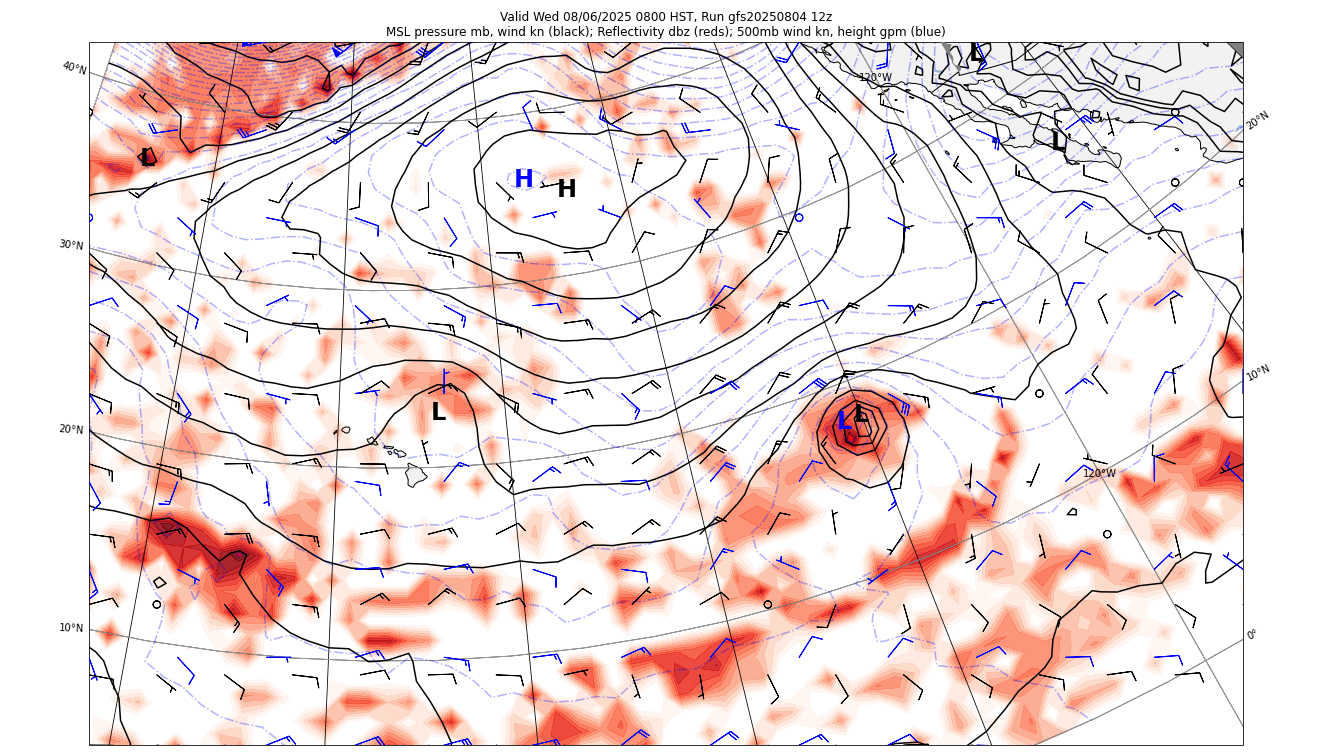 Valid Wed 08/06/2025 0800 HST, Run gfs20250804 12z
MSL pressure mb, wind kn (black); Reflectivity dbz (reds); 500mb wind kn, height gpm (blue)
L
40°N
120°W
20°N
L
L
H
H
30°N
10°N
L
L
L
20°N
120°W
10°N
0°